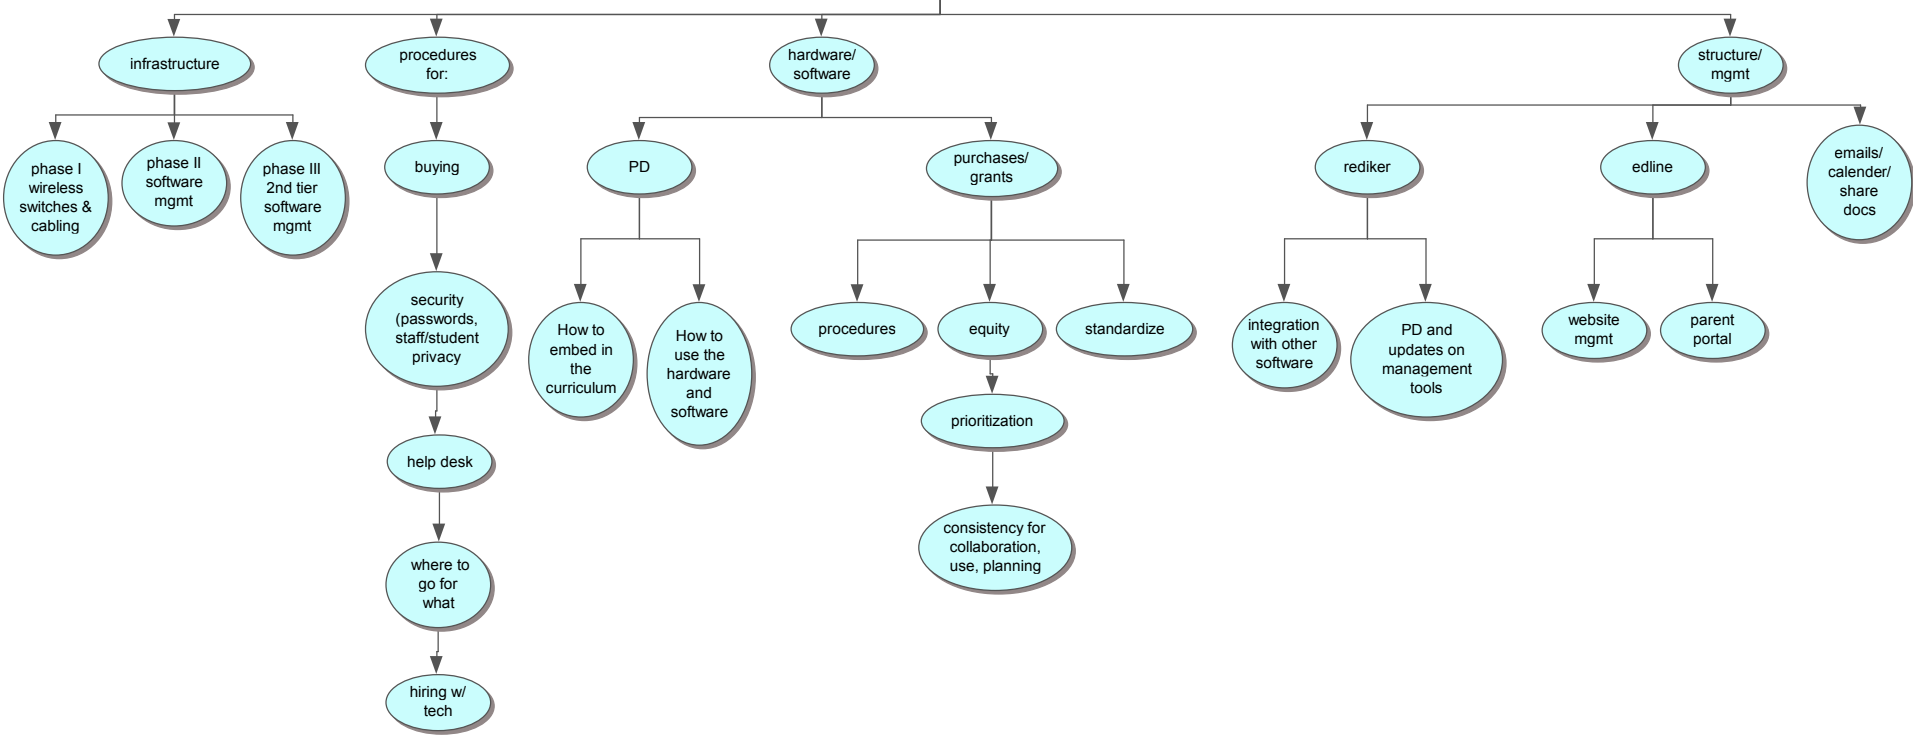 infrastructure
procedures
for:
hardware/
software
structure/
mgmt
phase I
wireless
switches &
cabling
phase II
software
mgmt
phase III
2nd tier
software
mgmt
buying
PD
purchases/
grants
rediker
edline
emails/
calender/
share
docs
security
(passwords,
staff/student
privacy
How to
embed in
the
curriculum
How to
use the
hardware
and
software
procedures
equity
standardize
integration
with other
software
PD and
updates on
management
tools
website
mgmt
parent
portal
prioritization
help desk
consistency for
collaboration,
use, planning
where to
go for
what
hiring w/
tech